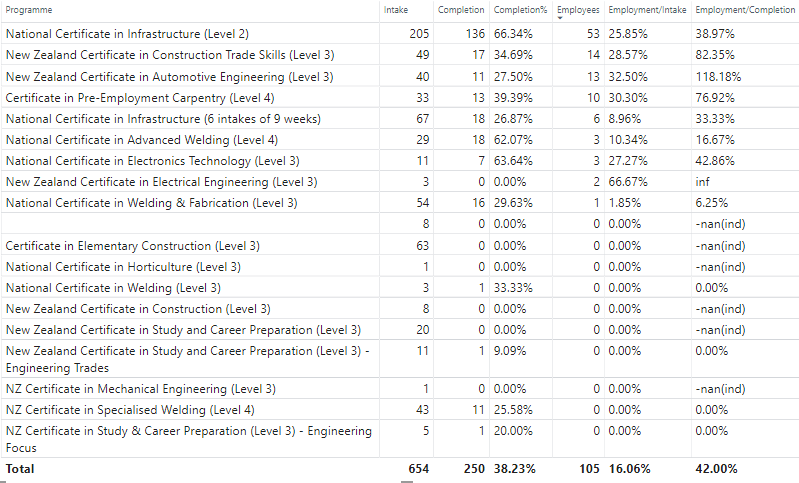 Programme Intake Completion Completion% Employees Employment/Intake Employment/Completion
National Certificate in Infrastructure (Level 2) 205 136 66.34% 53 25.85% 38.97%
New Zealand Certificate in Construction Trade Skills (Level 3) 49 17 34.69% 14 28.57% 82.35%
New Zealand Certificate in Automotive Engineering (Level 3) 40 11 27.50% 13 32.50% 118.18%
Certificate in Pre-Employment Carpentry (Level 4) 33 13 39.39% 10 30.30% 76.92%
National Certificate in Infrastructure (6 intakes of 9 weeks) 67 18 26.87% 6 8.96% 33.33%
National Certificate in Advanced Welding (Level 4) 29 18 62.07% 3 10.34% 16.67%
National Certificate in Electronics Technology (Level 3) 11 7 63.64% 3 27.27% 42.86%
New Zealand Certificate in Electrical Engineering (Level 3) 3 0 0.00% 2 66.67% inf
National Certificate in Welding & Fabrication (Level 3) 54 16 29.63% 1 1.85% 6.25%
8 0 0.00% 0 0.00% -nan(ind)
Certificate in Elementary Construction (Level 3) 63 0 0.00% 0 0.00% -nan(ind)
National Certificate in Horticulture (Level 3) 1 0 0.00% 0 0.00% -nan(ind)
National Certificate in Welding (Level 3) 3 1 33.33% 0 0.00% 0.00%
New Zealand Certificate in Construction (Level 3) 8 0 0.00% 0 0.00% -nan(ind)
New Zealand Certificate in Study and Career Preparation (Level 3) 20 0 0.00% 0 0.00% -nan(ind)
New Zealand Certificate in Study and Career Preparation (Level 3) - 11 1 9.09% 0 0.00% 0.00%
Engineering Trades
NZ Certificate in Mechanical Engineering (Level 3) 1 0 0.00% 0 0.00% -nan(ind)
NZ Certificate in Specialised Welding (Level 4) 43 11 25.58% 0 0.00% 0.00%
NZ Certificate in Study & Career Preparation (Level 3) - Engineering 5 1 20.00% 0 0.00% 0.00%
Focus
Total 654 250 38.23% 105 16.06% 42.00%